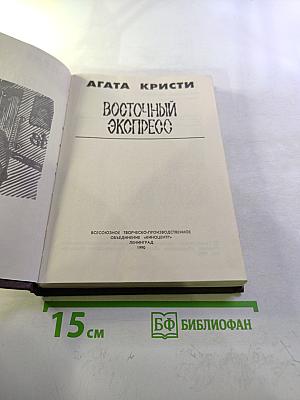 АГАТА КРИСТИ
ВОСТОЧНЫЙ
ЭКСПРЕСС
ВСЕСОЮЗНОЕ ТВОРЧЕСКО-ПРОИЗВОДСТВЕННОЕ
ОБЪЕДИНЕНИЕ «КИНОЦЕНТР»
ЛЕНИНГРАД
1990
15 см
БФ БИБЛИОФАН